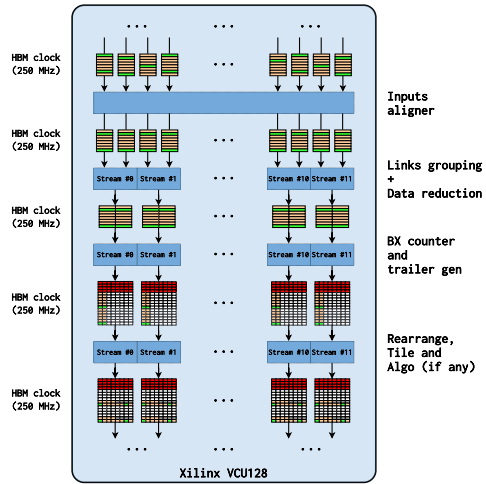 ...
HBM clock
(250 MHz)
...
Inputs
aligner
HBM clock
(250 MHz)
...
Links grouping
+
Data reduction
Stream #0 Stream #1 ... Stream #10 Stream #11
HBM clock
(250 MHz)
...
BX counter
and
trailer gen
Stream #0 Stream #1 ... Stream #10 Stream #11
HBM clock
(250 MHz)
...
Rearrange,
Tile and
Algo (if any)
Stream #0 Stream #1 ... Stream #10 Stream #11
HBM clock
(250 MHz)
...
... ... ...
Xilinx VCU128